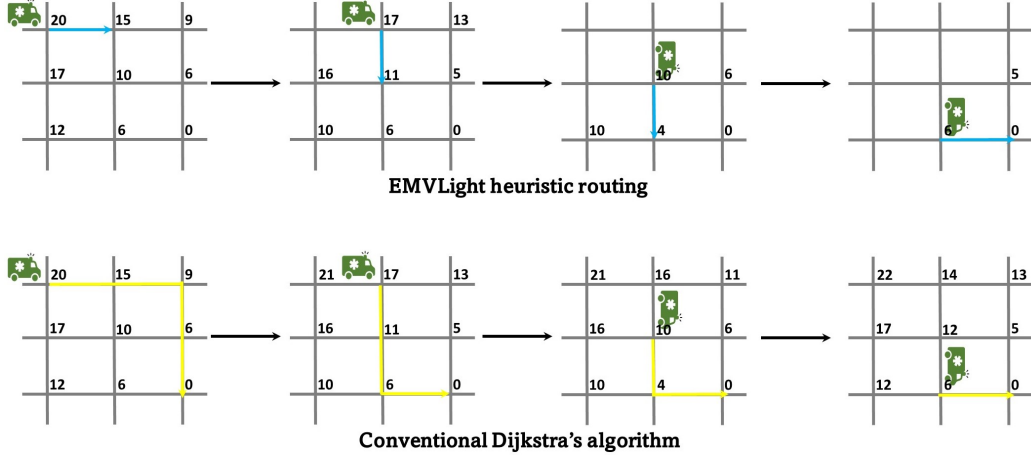 20 15 9 17 13
17 10 6 16 11 5 10 6 5
12 6 0 10 6 0 10 4 0 6 0
EMVLight heuristic routing
20 15 9 21 17 13 21 16 11 22 14 13
17 10 6 16 11 5 16 10 6 17 12 5
12 6 0 10 6 0 10 4 0 12 6 0
Conventional Dijkstra's algorithm